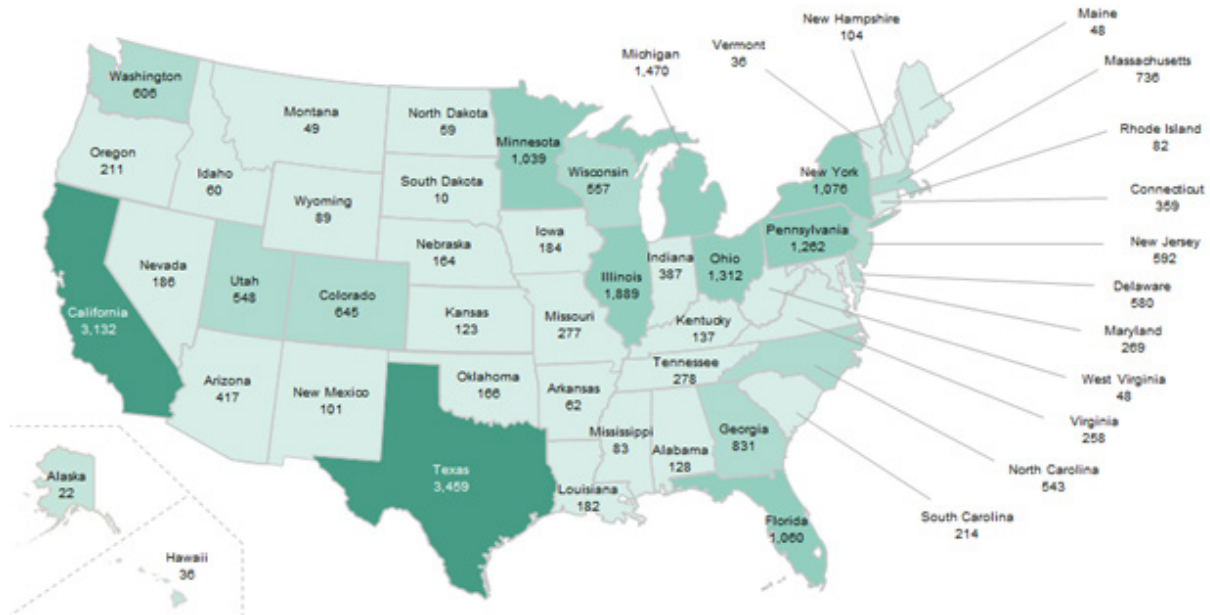 Maine
48
New Hampshire
104
Vermont
36
Michigan
1,470
Massachusetts
736
Washington
606
Montana
49
North Dakota
59
Minnesota
1,039
Rhode Island
82
Oregon
211
Idaho
60
South Dakota
10
Wisconsin
557
New York
1,076
Connecticut
359
Wyoming
89
Iowa
184
Pennsylvania
1,262
New Jersey
592
Nebraska
164
Nevada
186
Utah
548
Colorado
645
Illinois
1,889
Indiana
387
Ohio
1,312
Delaware
580
California
3,132
Kansas
123
Missouri
277
Kentucky
137
Maryland
269
Tennessee
278
Arizona
417
New Mexico
101
Oklahoma
166
Arkansas
62
West Virginia
48
Mississippi
83
Alabama
128
Georgia
831
Virginia
258
Texas
3,459
Alaska
22
Louisiana
182
North Carolina
543
South Carolina
214
Florida
1,060
Hawaii
36